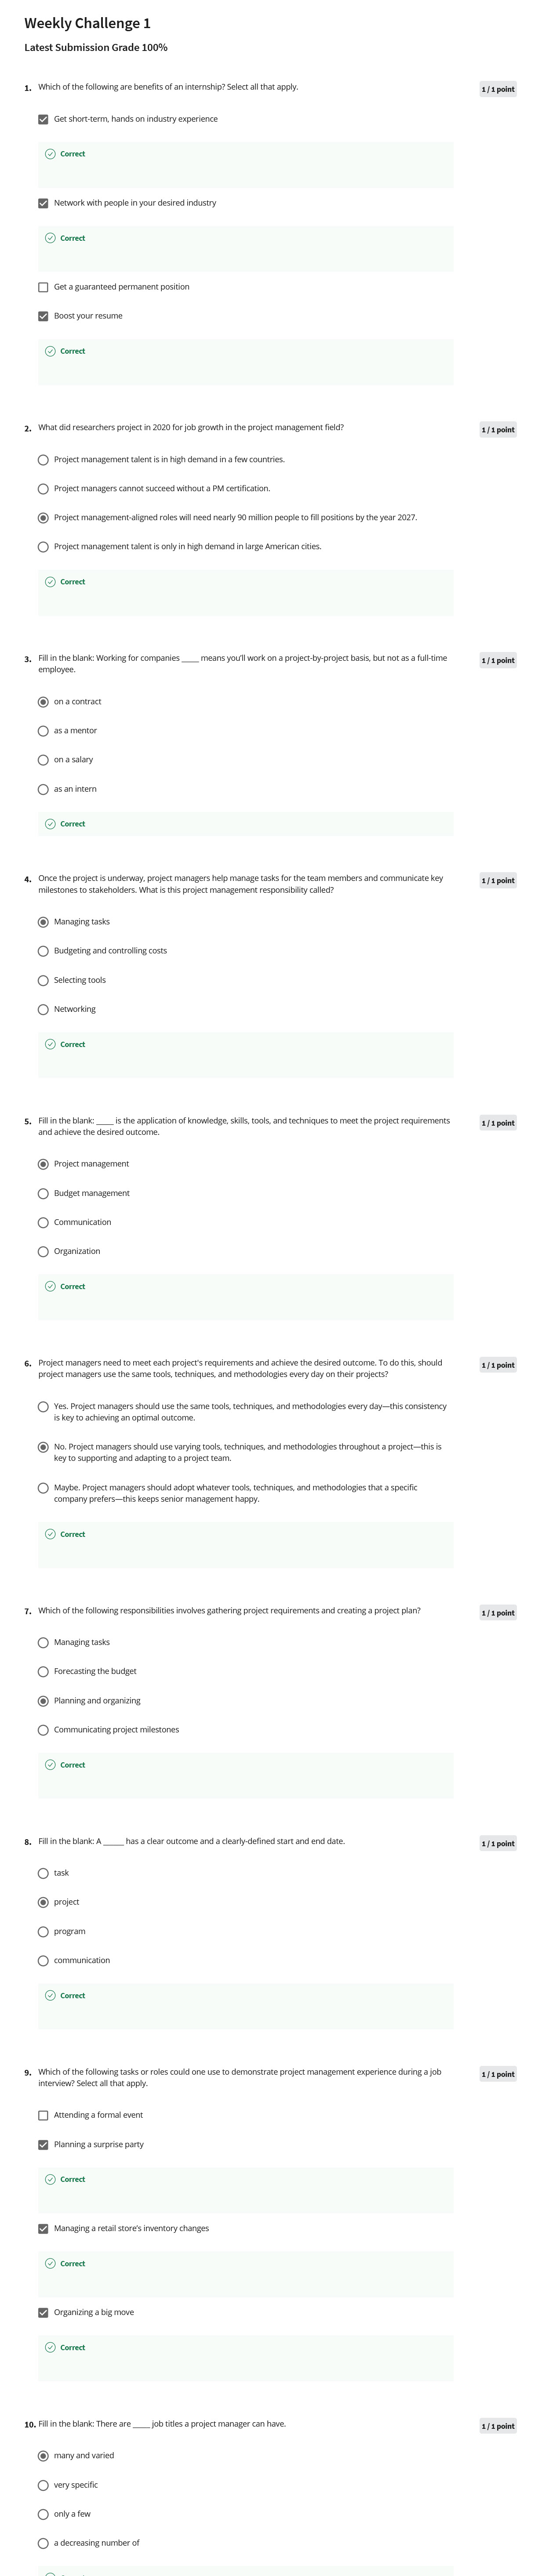 Weekly Challenge 1
Latest Submission Grade 100%
1. Which of the following are benefits of an internship? Select all that apply.
1 / 1 point
Get short-term, hands on industry experience
Correct
Network with people in your desired industry
Correct
Get a guaranteed permanent position
Boost your resume
Correct
2. What did researchers project in 2020 for job growth in the project management field?
1 / 1 point
Project management talent is in high demand in a few countries.
Project managers cannot succeed without a PM certification.
Project management-aligned roles will need nearly 90 million people to fill positions by the year 2027.
Project management talent is only in high demand in large American cities.
Correct
3. Fill in the blank: Working for companies _____ means you’ll work on a project-by-project basis, but not as a full-time
employee.
1 / 1 point
on a contract
as a mentor
on a salary
as an intern
Correct
4. Once the project is underway, project managers help manage tasks for the team members and communicate key
milestones to stakeholders. What is this project management responsibility called?
1 / 1 point
Managing tasks
Budgeting and controlling costs
Selecting tools
Networking
Correct
5. Fill in the blank: _____ is the application of knowledge, skills, tools, and techniques to meet the project requirements
and achieve the desired outcome.
1 / 1 point
Project management
Budget management
Communication
Organization
Correct
6. Project managers need to meet each project's requirements and achieve the desired outcome. To do this, should
project managers use the same tools, techniques, and methodologies every day on their projects?
1 / 1 point
Yes. Project managers should use the same tools, techniques, and methodologies every day—this consistency
is key to achieving an optimal outcome.
No. Project managers should use varying tools, techniques, and methodologies throughout a project—this is
key to supporting and adapting to a project team.
Maybe. Project managers should adopt whatever tools, techniques, and methodologies that a specific
company prefers—this keeps senior management happy.
Correct
7. Which of the following responsibilities involves gathering project requirements and creating a project plan?
1 / 1 point
Managing tasks
Forecasting the budget
Planning and organizing
Communicating project milestones
Correct
8. Fill in the blank: A ______ has a clear outcome and a clearly-defined start and end date.
1 / 1 point
task
project
program
communication
Correct
9. Which of the following tasks or roles could one use to demonstrate project management experience during a job
interview? Select all that apply.
1 / 1 point
Attending a formal event
Planning a surprise party
Correct
Managing a retail store’s inventory changes
Correct
Organizing a big move
Correct
10. Fill in the blank: There are _____ job titles a project manager can have.
1 / 1 point
many and varied
very specific
only a few
a decreasing number of